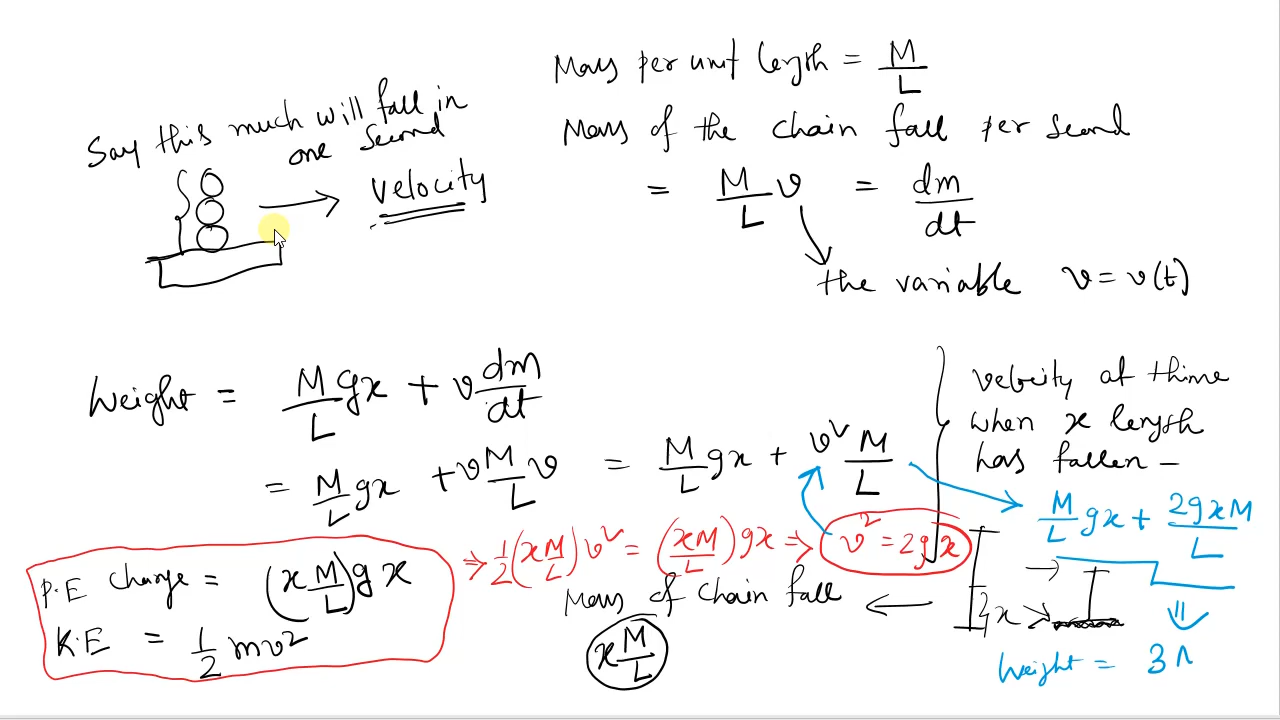 Mass per unit length = M/L
Say this much will fall in
one second
Mass of the chain fall per second
velocity
= M/L v = dm/dt
the variable v = v(t)
Weight = M/L gx + v dm/dt
velocity at thime
when x length
has fallen –
= M/L gx + v M/L v = M/L gx + v² M/L
M/L gx + 2gxM/L
⇒ 1/2 (xM/L) v² = (xM/L) gx ⇒ v² = 2gx
P.E change = (x M/L) g x
Mass of chain fall ←
K.E = 1/2 mv²
x
x M/L
Weight = 3